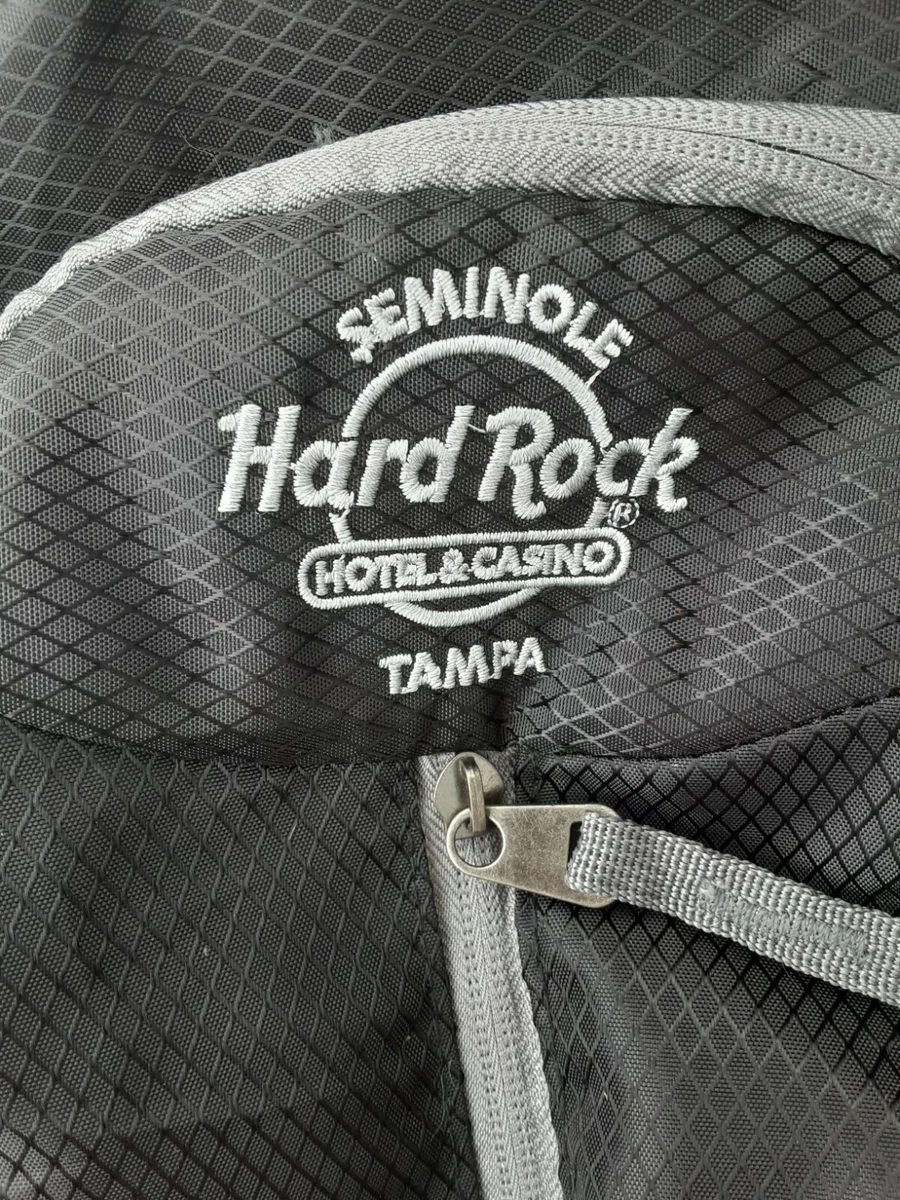 SEMINOLE
Hard Rock
®
HOTEL & CASINO
TAMPA